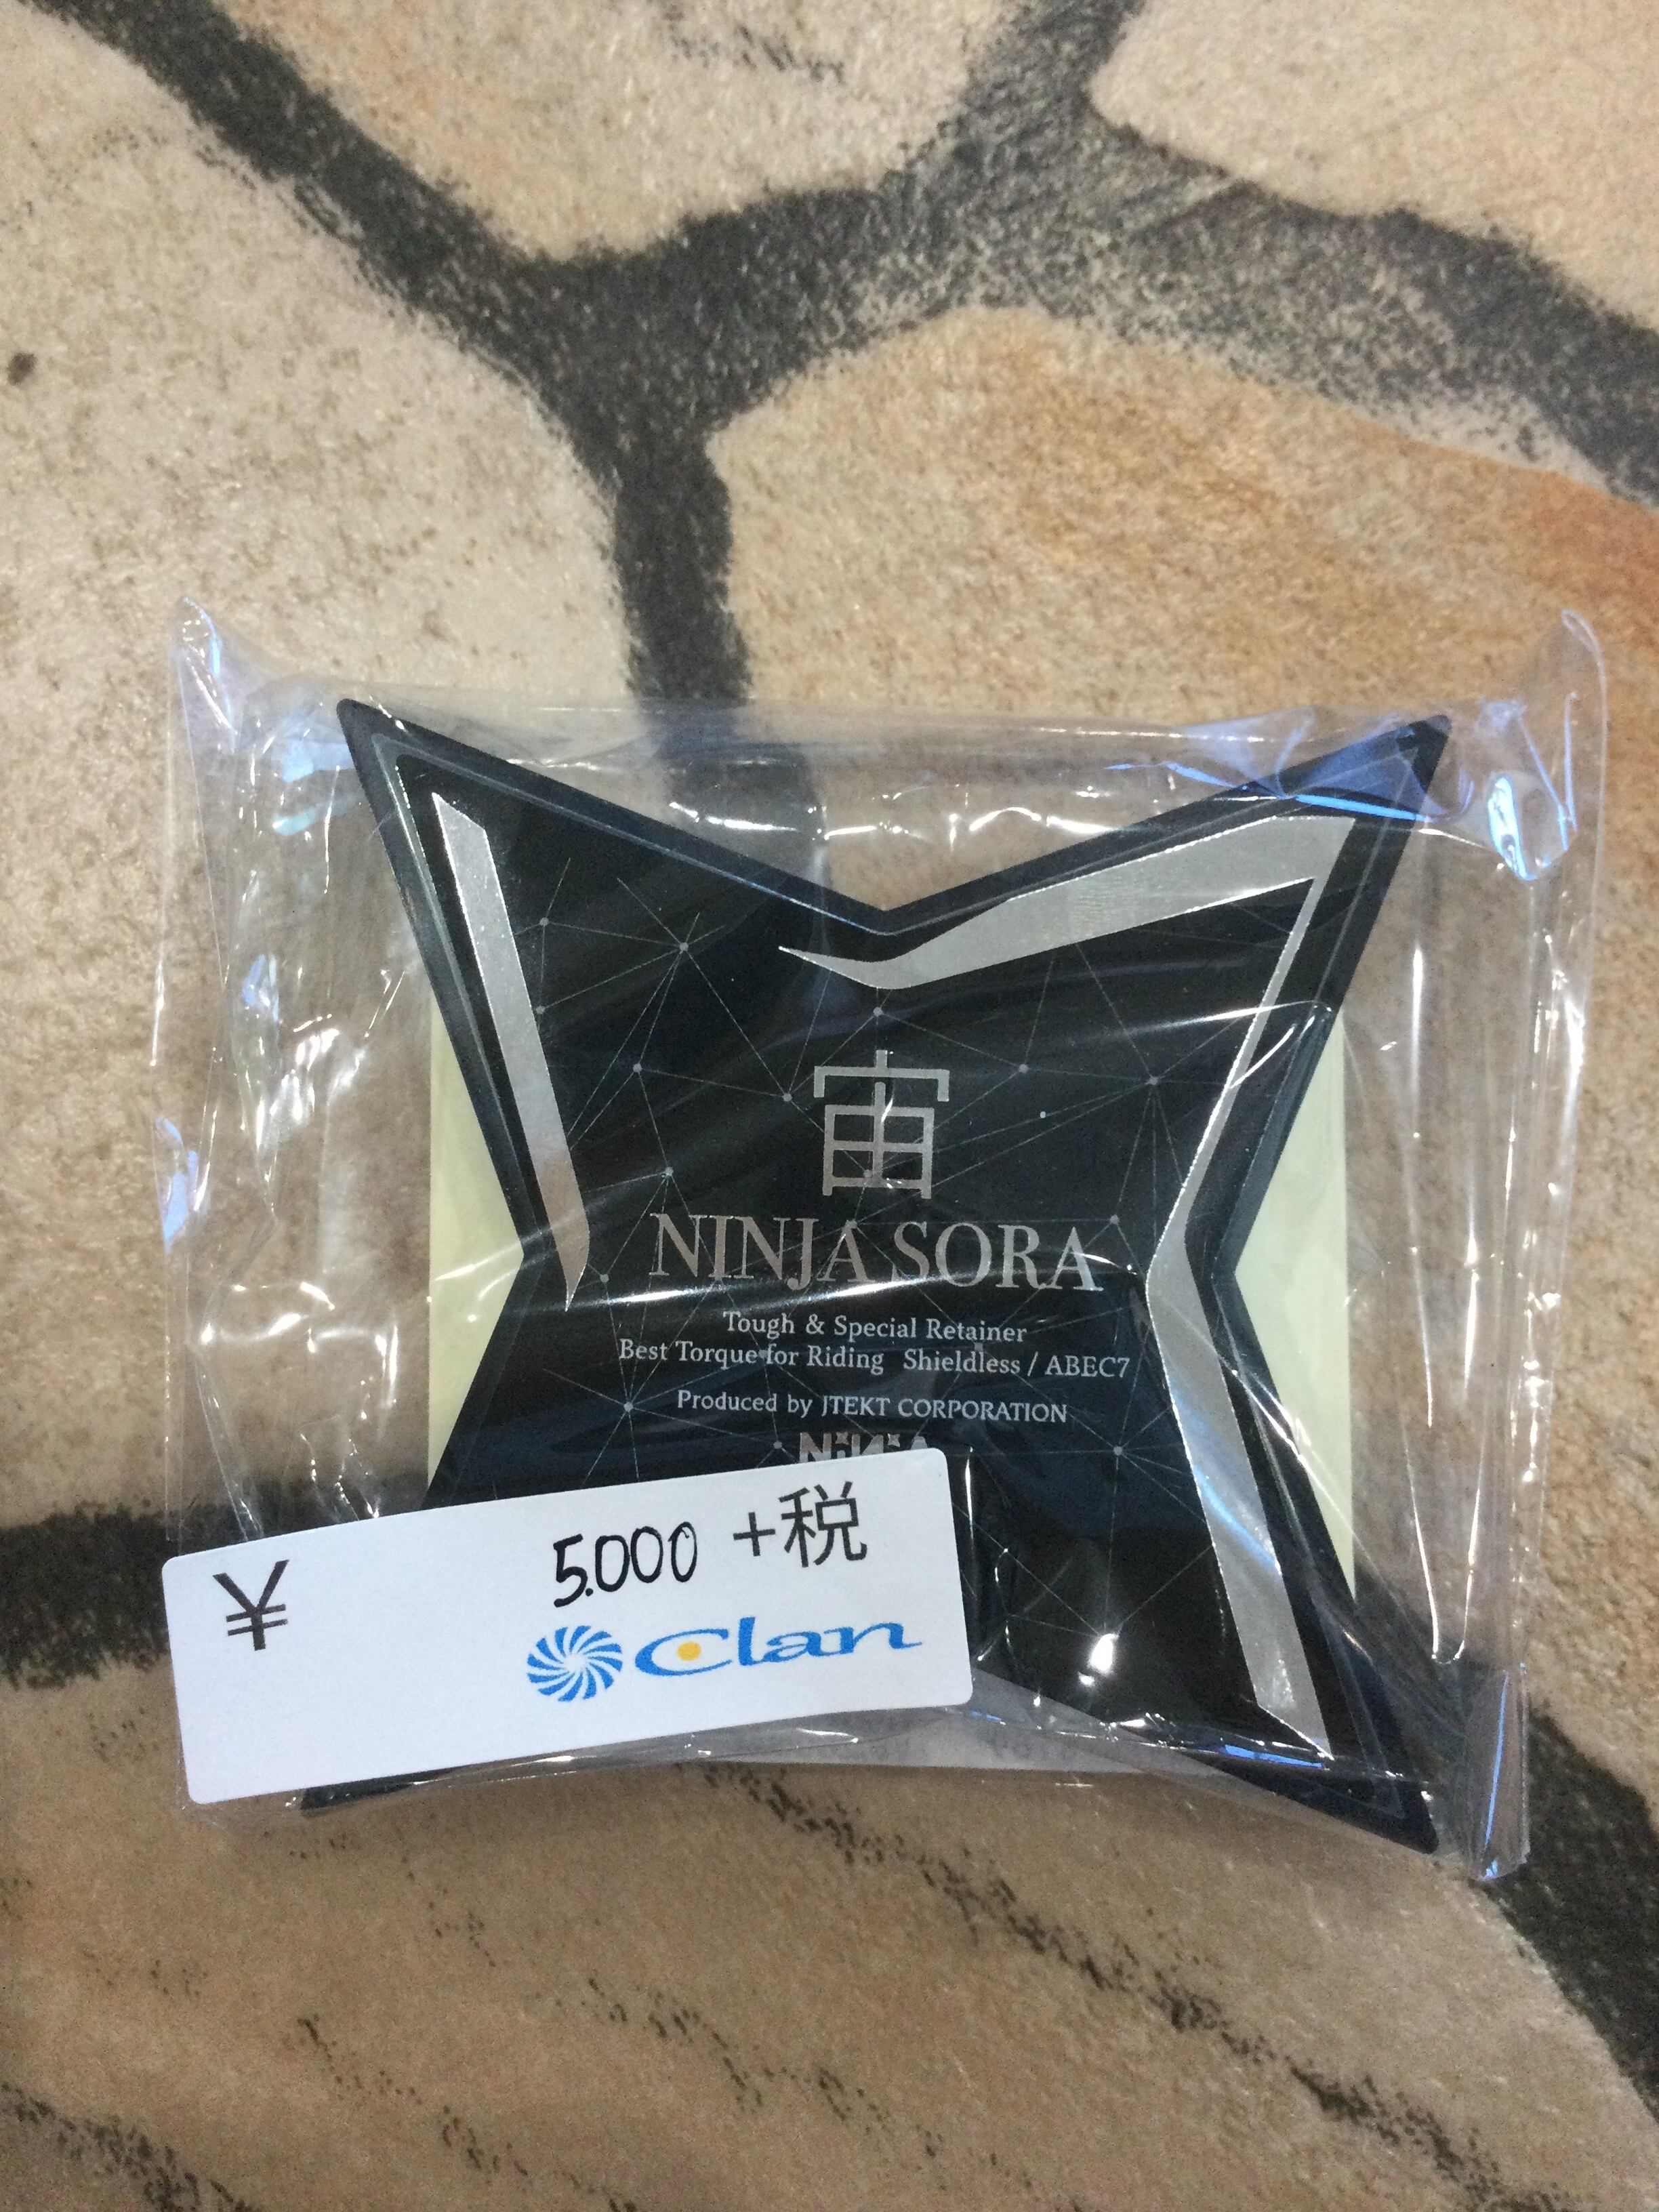 宙
NINJA SORA
Tough & Special Retainer
Best Torque for Riding Shieldless / ABEC7
Produced by JTEKT CORPORATION
NiNjA
¥ 5.000 +税
Clan